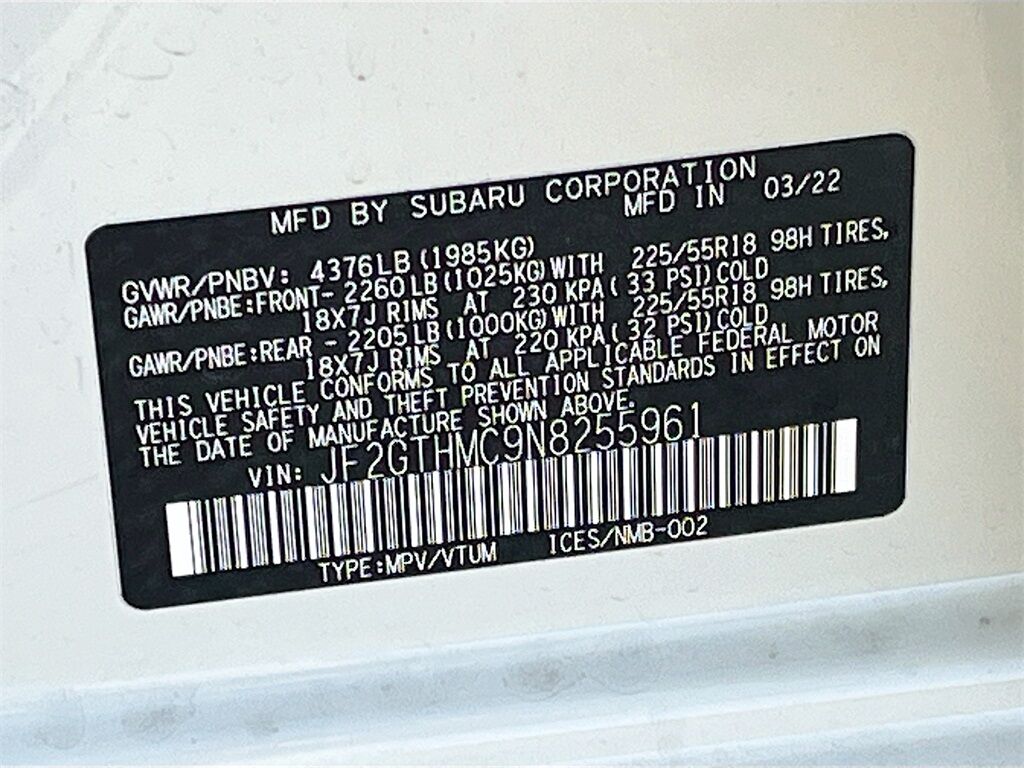 MFD BY SUBARU CORPORATION
MFD IN 03/22
GVWR/PNBV: 4376LB (1985KG)
GAWR/PNBE:FRONT- 2260LB (1025KG)WITH 225/55R18 98H TIRES,
18X7J RIMS AT 230 KPA( 33 PSI)COLD
GAWR/PNBE:REAR - 2205LB (1000KG)WITH 225/55R18 98H TIRES,
18X7J RIMS AT 220 KPA( 32 PSI)COLD
THIS VEHICLE CONFORMS TO ALL APPLICABLE FEDERAL MOTOR
VEHICLE SAFETY AND THEFT PREVENTION STANDARDS IN EFFECT ON
THE DATE OF MANUFACTURE SHOWN ABOVE.
VIN: JF2GTHMC9N8255961
TYPE:MPV/VTUM ICES/NMB-002